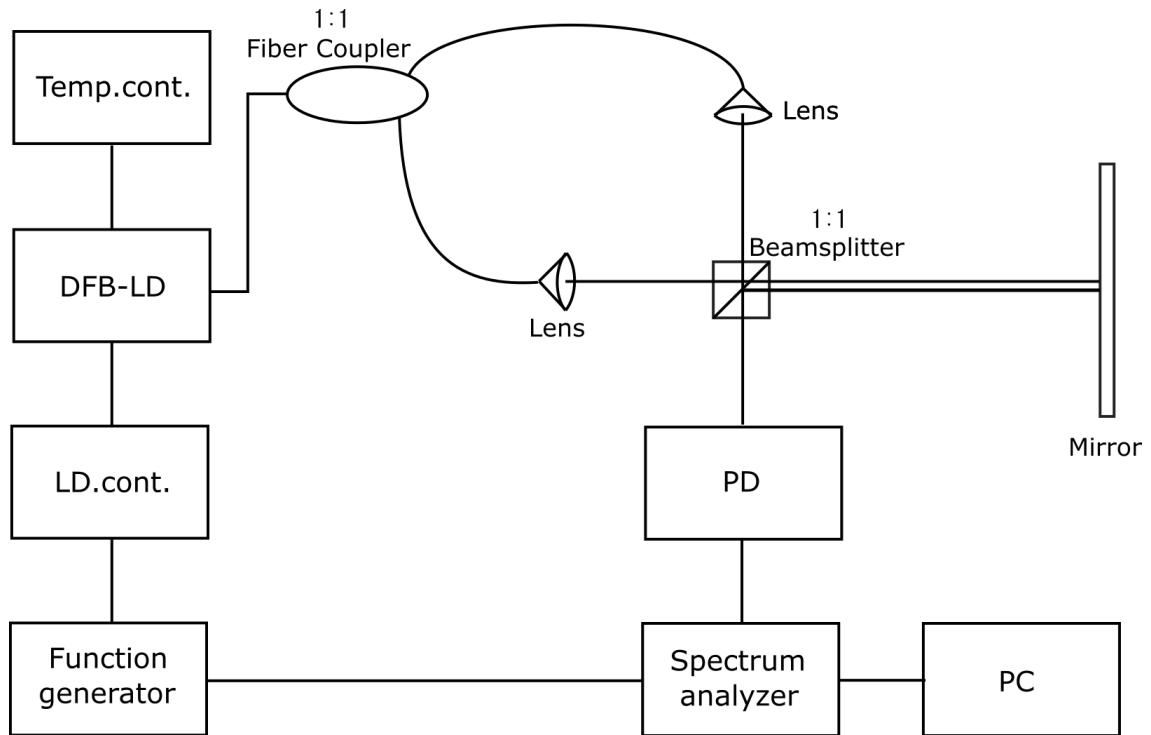 1:1
Fiber Coupler
Temp.cont.
Lens
1:1
Beamsplitter
DFB-LD
Lens
Mirror
LD.cont.
PD
Function
generator
Spectrum
analyzer
PC